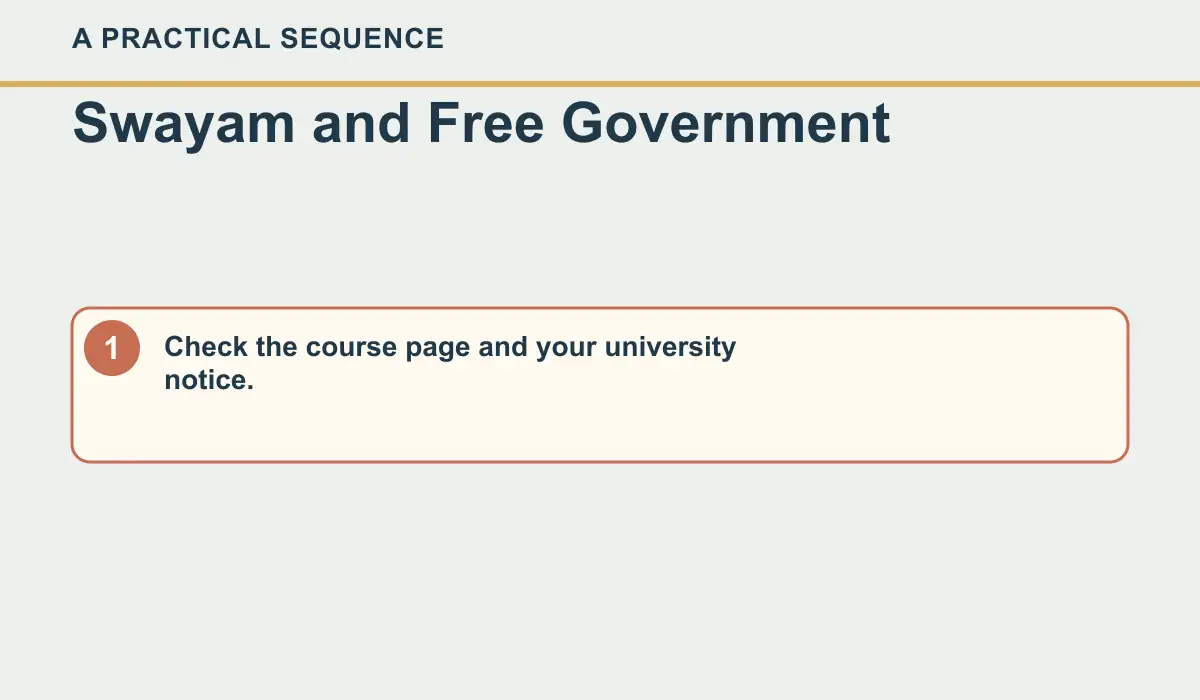 A PRACTICAL SEQUENCE
Swayam and Free Government
1
Check the course page and your university
notice.